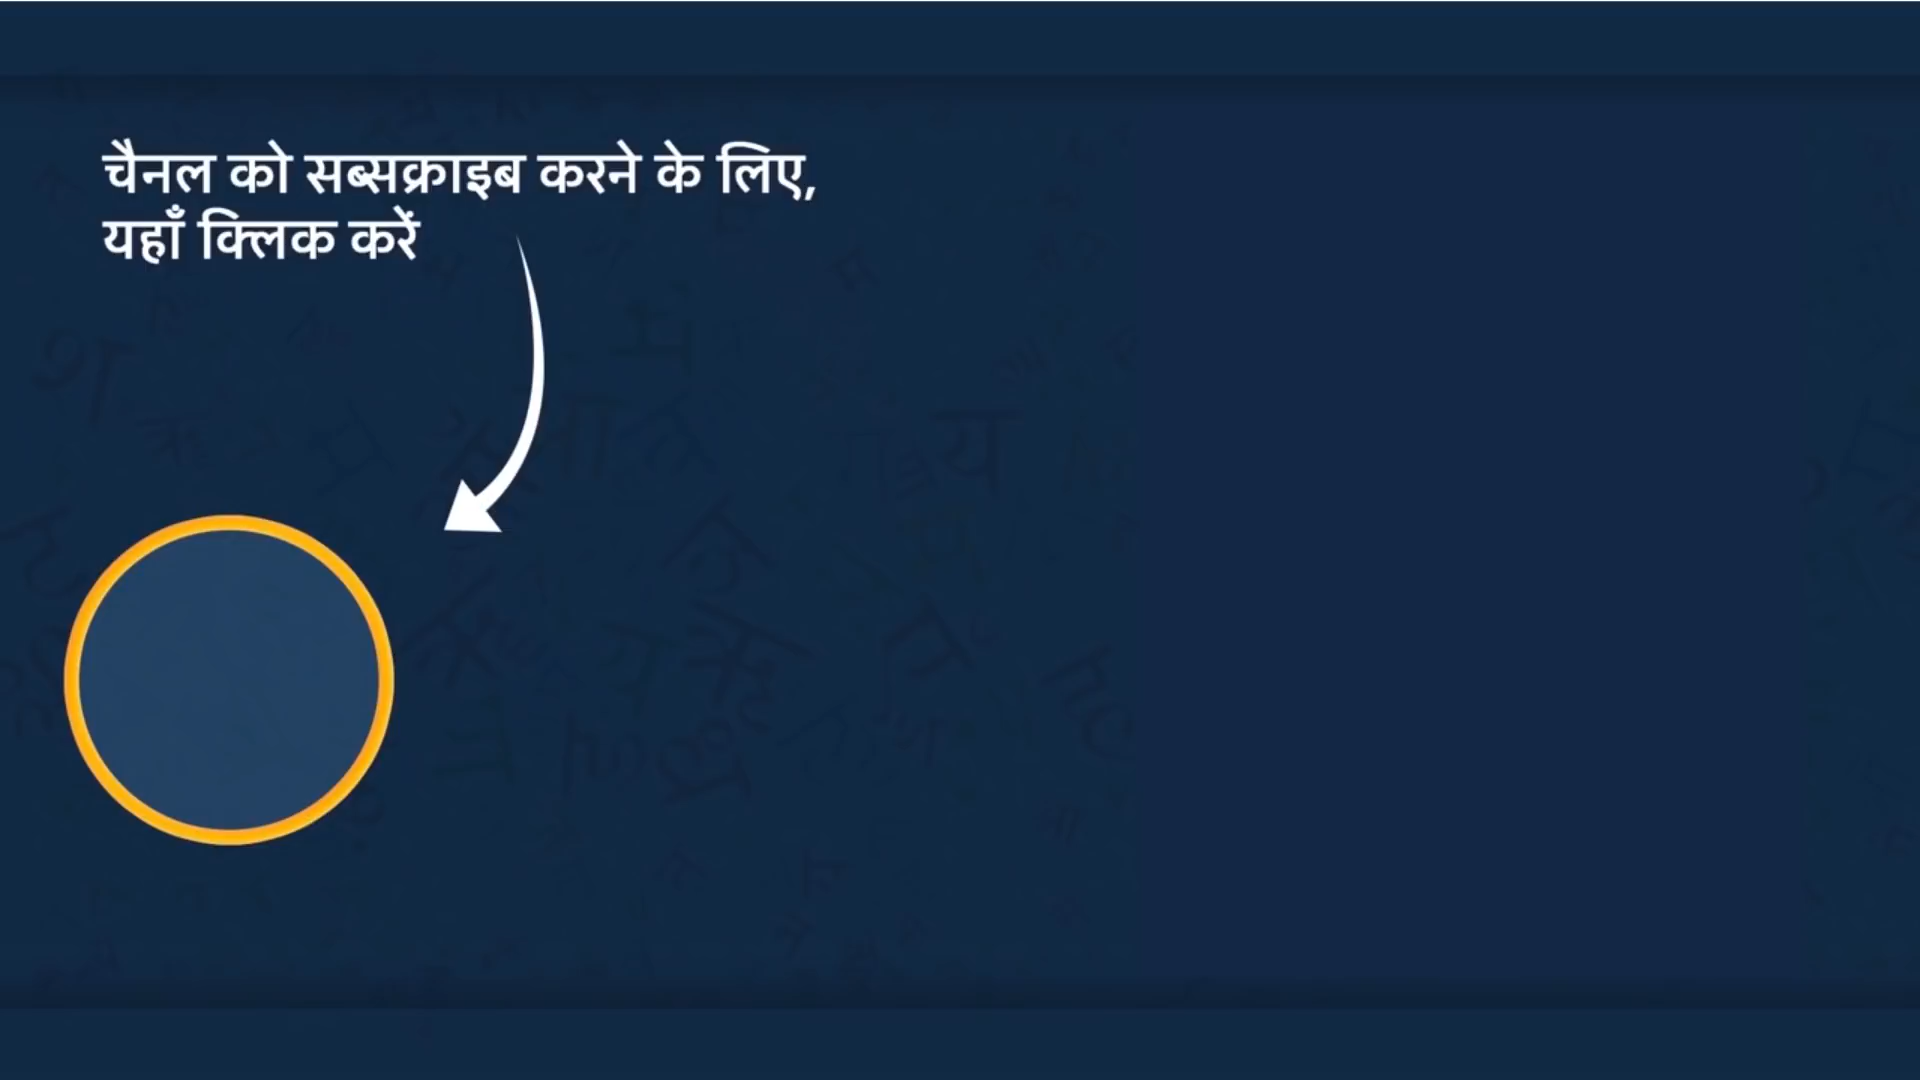 चैनल को सब्सक्राइब करने के लिए,
यहाँ क्लिक करें